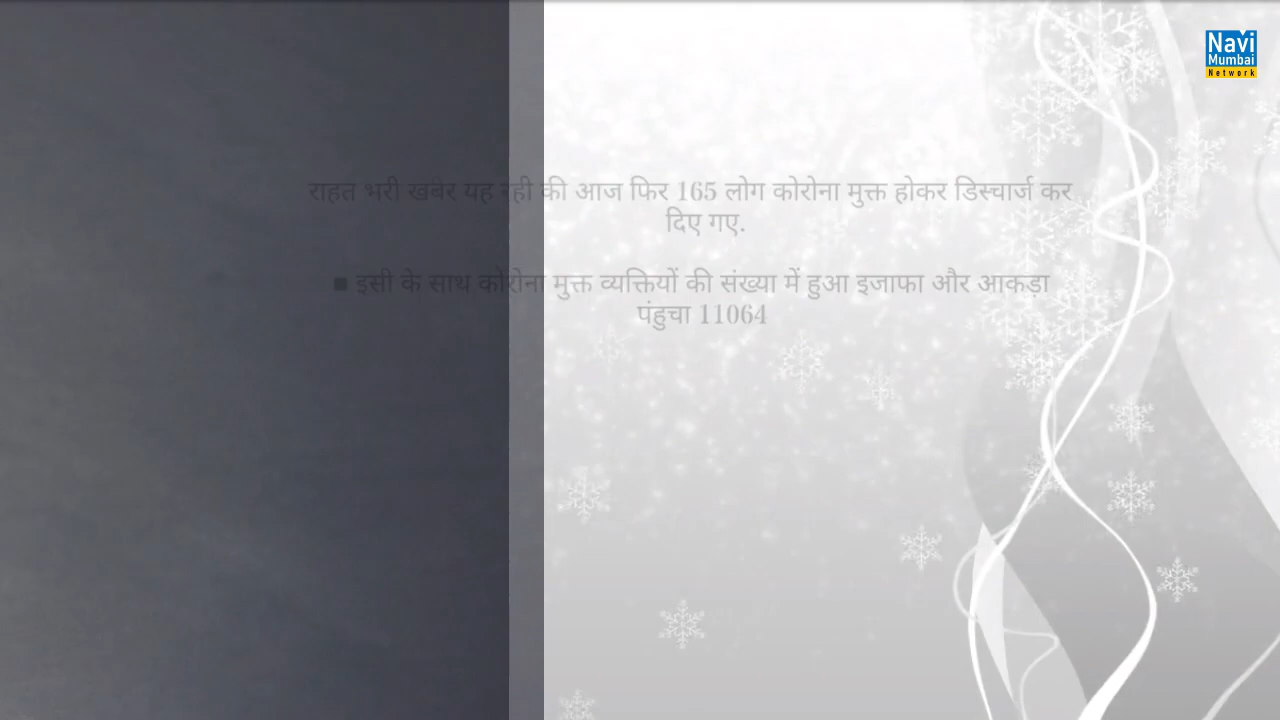 Navi
Mumbai
Network
राहत भरी खबर यह रही की आज फिर 165 लोग कोरोना मुक्त होकर डिस्चार्ज कर
दिए गए.
■ इसी के साथ कोरोना मुक्त व्यक्तियों की संख्या में हुआ इजाफा और आकड़ा
पंहुचा 11064